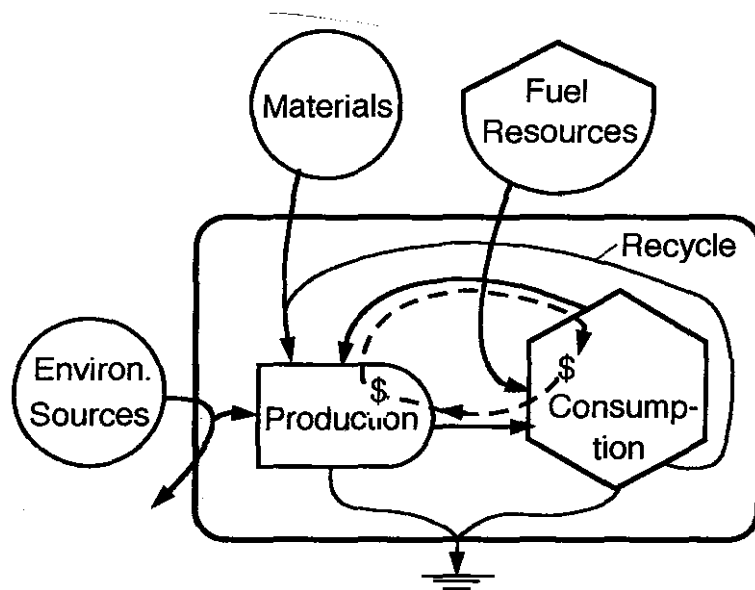 Materials
Fuel
Resources
Recycle
Environ.
Sources
$
Production
$
Consump-
tion